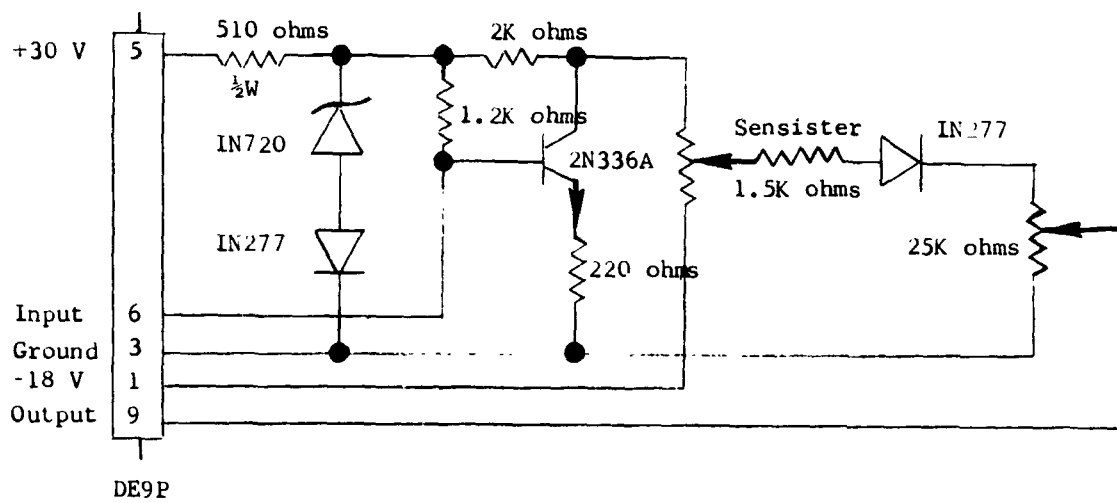 510 ohms
2K ohms
+30 V
5
½W
1.2K ohms
IN720
2N336A
Sensister
IN277
1.5K ohms
IN277
220 ohms
25K ohms
Input
6
Ground
3
-18 V
1
Output
9
DE9P